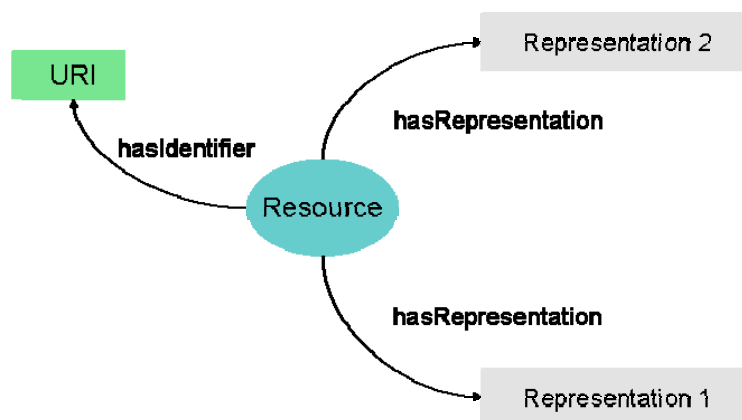 Representation 2
URI
hasRepresentation
hasIdentifier
Resource
hasRepresentation
Representation 1